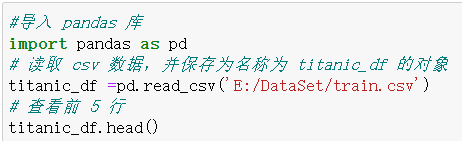 #导入 pandas 库
import pandas as pd
# 读取 csv 数据，并保存为名称为 titanic_df 的对象
titanic_df =pd.read_csv('E:/DataSet/train.csv')
# 查看前 5 行
titanic_df.head()